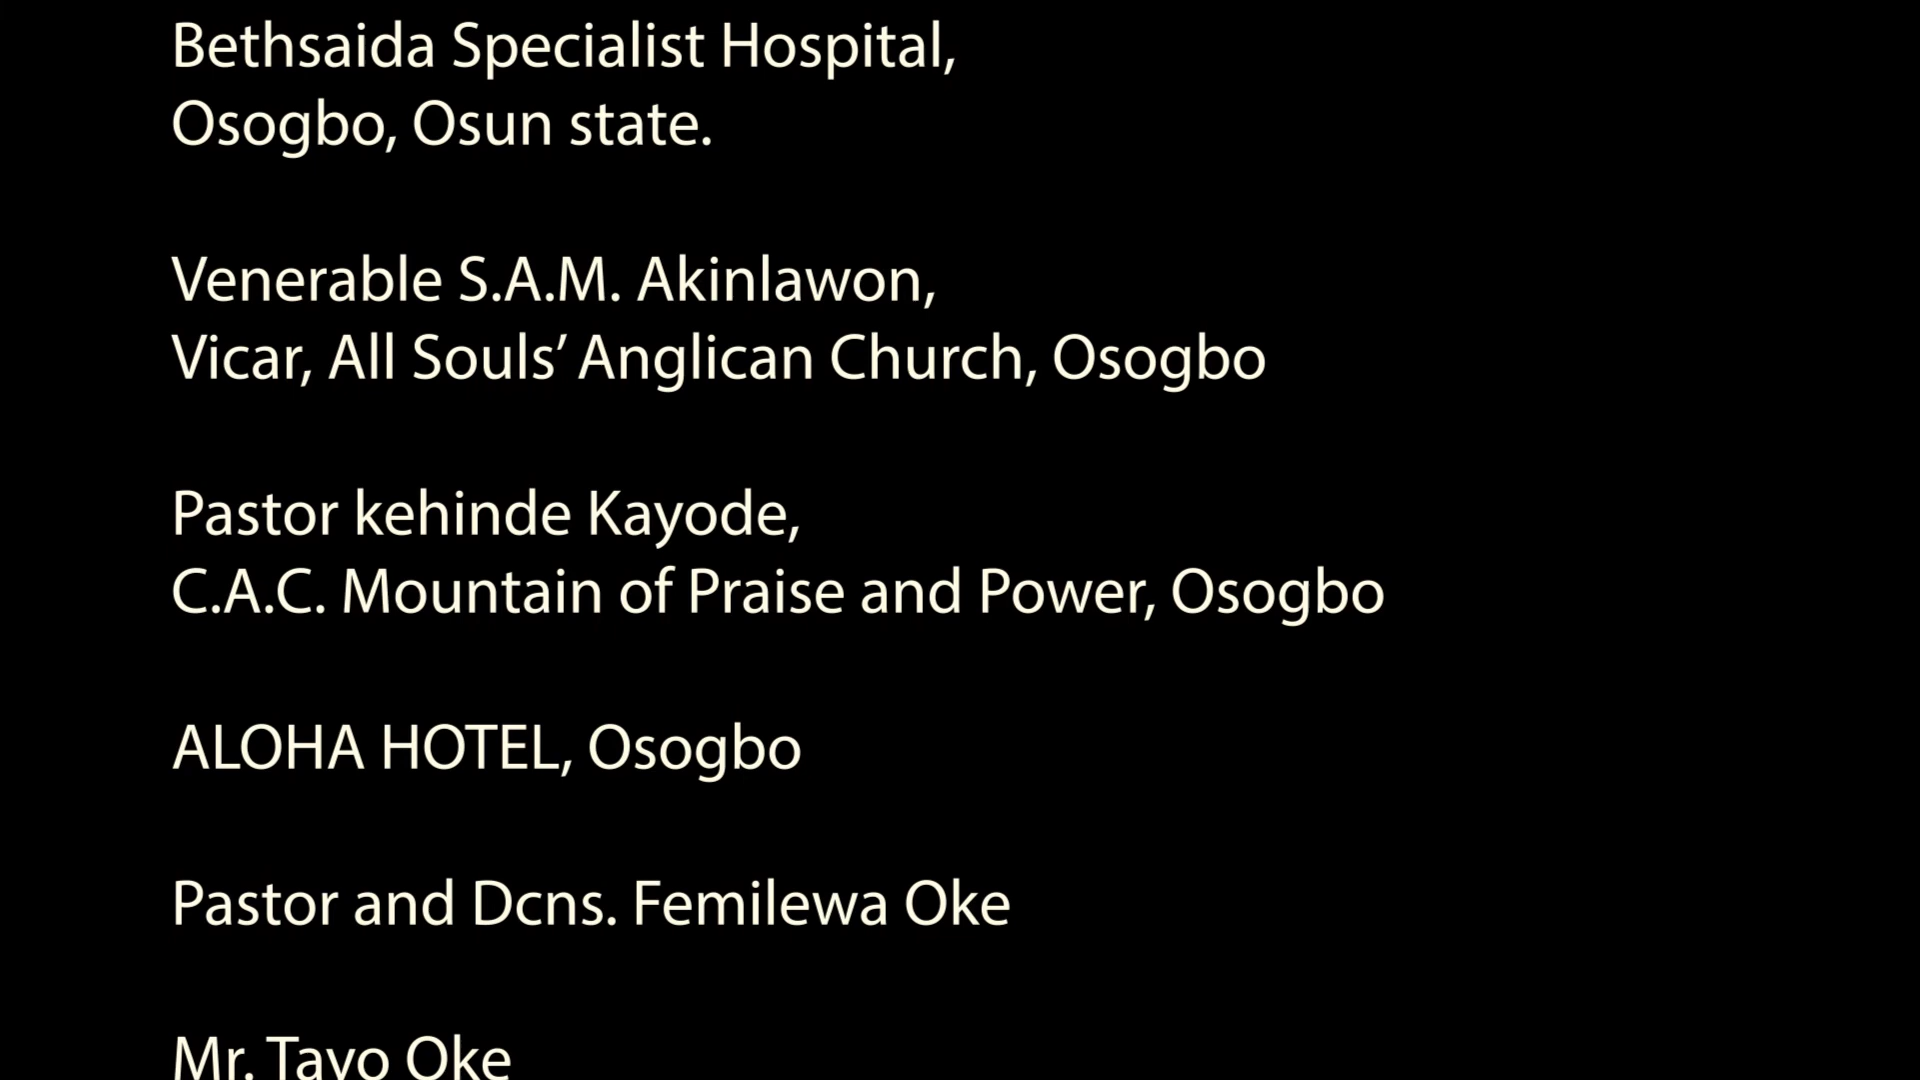 Bethsaida Specialist Hospital,
Osogbo, Osun state.
Venerable S.A.M. Akinlawon,
Vicar, All Souls’ Anglican Church, Osogbo
Pastor kehinde Kayode,
C.A.C. Mountain of Praise and Power, Osogbo
ALOHA HOTEL, Osogbo
Pastor and Dcns. Femilewa Oke
Mr. Tayo Oke